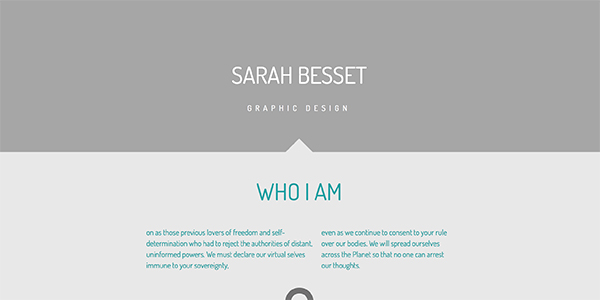 SARAH BESSET
GRAPHIC DESIGN
WHO I AM
on as those previous lovers of freedom and self-
determination who had to reject the authorities of distant,
uninformed powers. We must declare our virtual selves
immune to your sovereignty,
even as we continue to consent to your rule
over our bodies. We will spread ourselves
across the Planet so that no one can arrest
our thoughts.